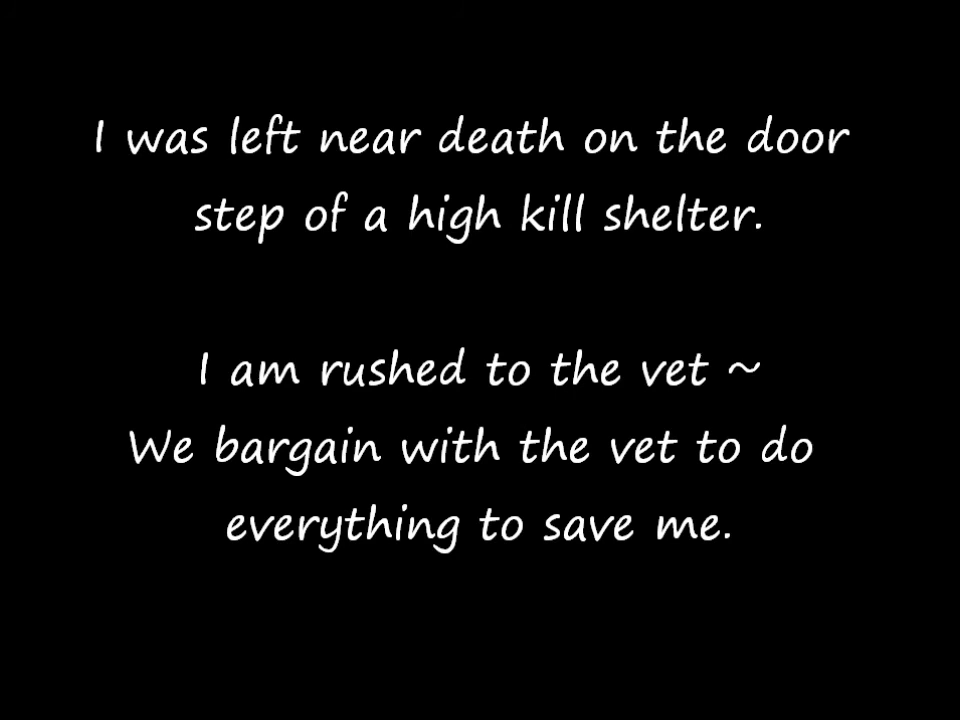 I was left near death on the door
step of a high kill shelter.
I am rushed to the vet ~
We bargain with the vet to do
everything to save me.